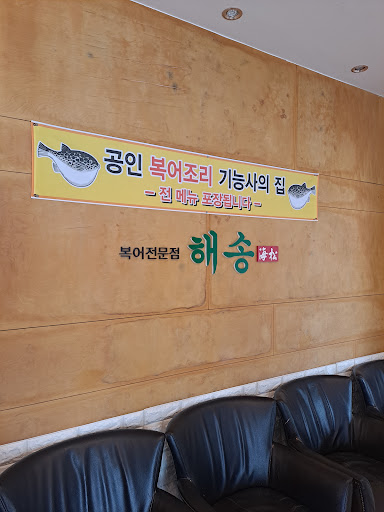 공인 복어조리 기능사의 집
- 전 메뉴 포장됩니다 -
복어전문점 해송 海松